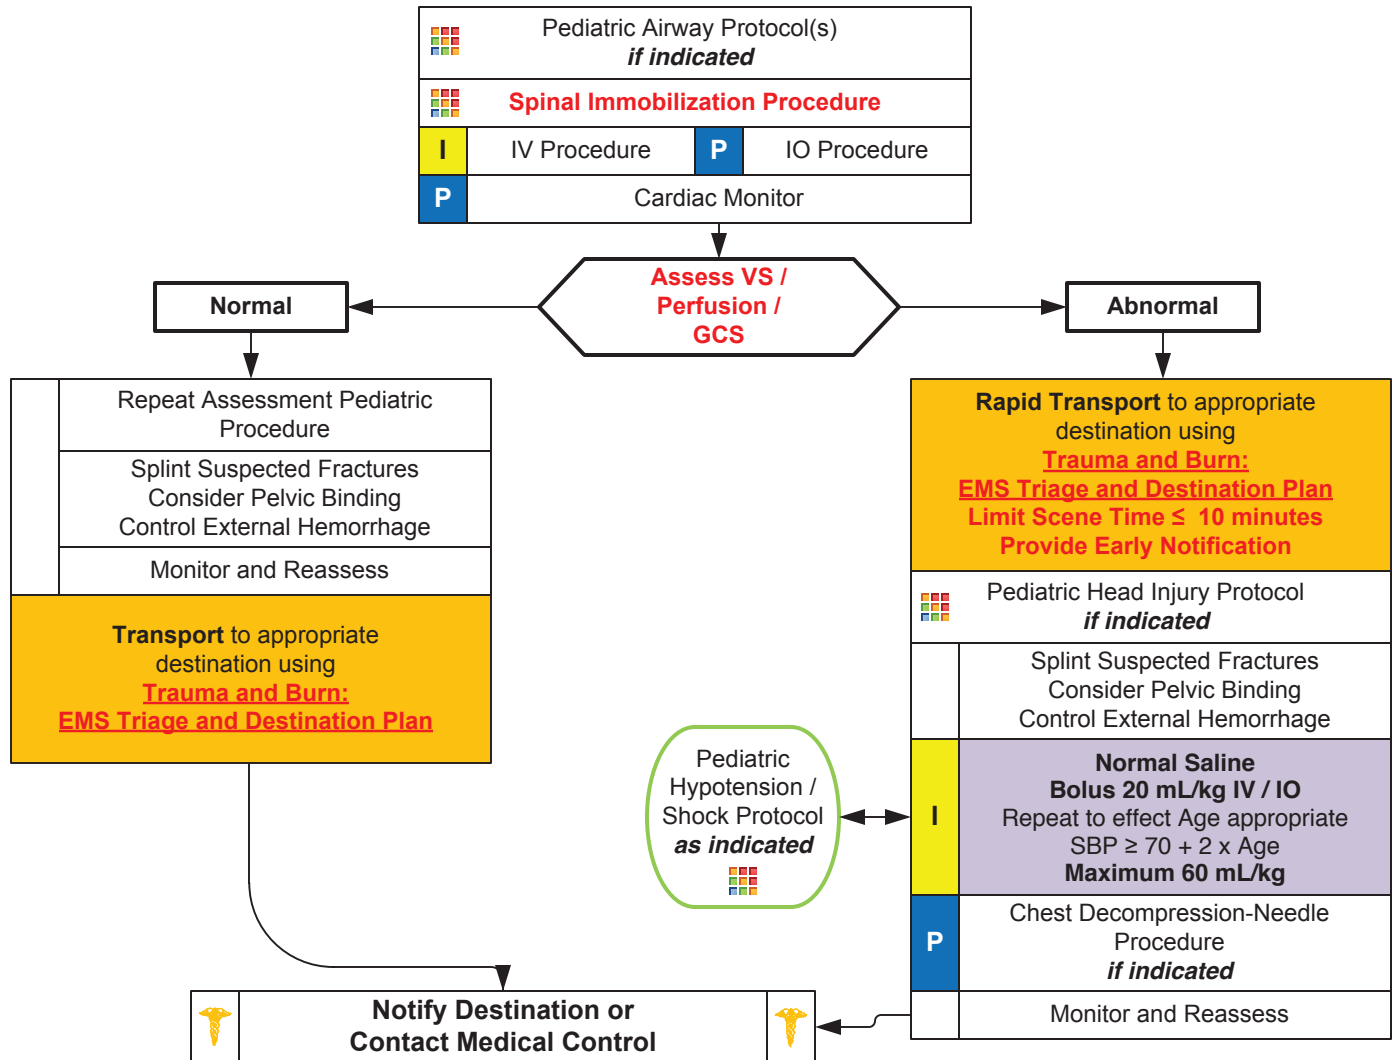 Pediatric Airway Protocol(s)
if indicated
Spinal Immobilization Procedure
I
IV Procedure
P
IO Procedure
P
Cardiac Monitor
Assess VS /
Perfusion /
GCS
Normal
Abnormal
Repeat Assessment Pediatric
Procedure
Splint Suspected Fractures
Consider Pelvic Binding
Control External Hemorrhage
Monitor and Reassess
Transport to appropriate
destination using
Trauma and Burn:
EMS Triage and Destination Plan
Rapid Transport to appropriate
destination using
Trauma and Burn:
EMS Triage and Destination Plan
Limit Scene Time ≤ 10 minutes
Provide Early Notification
Pediatric Head Injury Protocol
if indicated
Splint Suspected Fractures
Consider Pelvic Binding
Control External Hemorrhage
Pediatric
Hypotension /
Shock Protocol
as indicated
I
Normal Saline
Bolus 20 mL/kg IV / IO
Repeat to effect Age appropriate
SBP ≥ 70 + 2 x Age
Maximum 60 mL/kg
P
Chest Decompression-Needle
Procedure
if indicated
Monitor and Reassess
Notify Destination or
Contact Medical Control